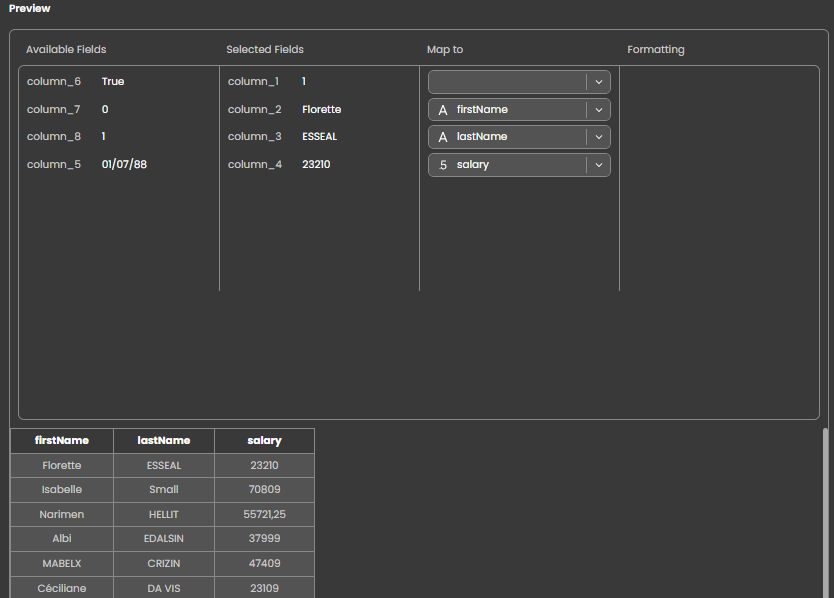 Preview
Available Fields Selected Fields Map to Formatting
column_6 True column_1 1
column_7 0 column_2 Florette A firstName
column_8 1 column_3 ESSEAL A lastName
column_5 01/07/88 column_4 23210 5 salary
firstName lastName salary
Florette ESSEAL 23210
Isabelle Small 70809
Narimen HELLIT 55721,25
Albi EDALSIN 37999
MABELX CRIZIN 47409
Céciliane DA VIS 23109